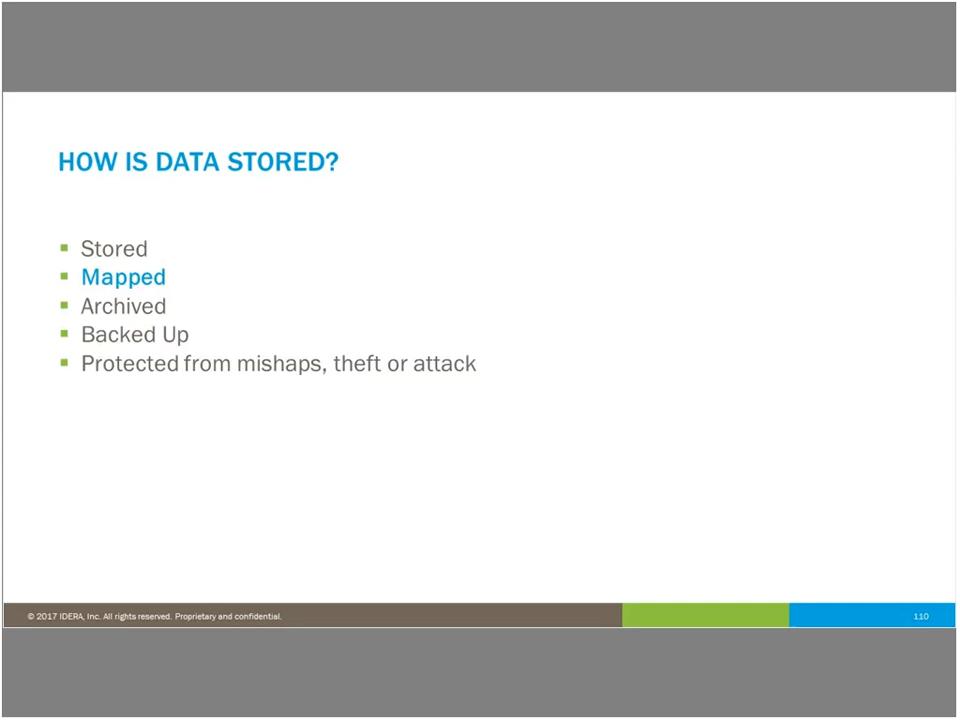 HOW IS DATA STORED?
Stored
Mapped
Archived
Backed Up
Protected from mishaps, theft or attack
© 2017 IDERA, Inc. All rights reserved. Proprietary and confidential.
110